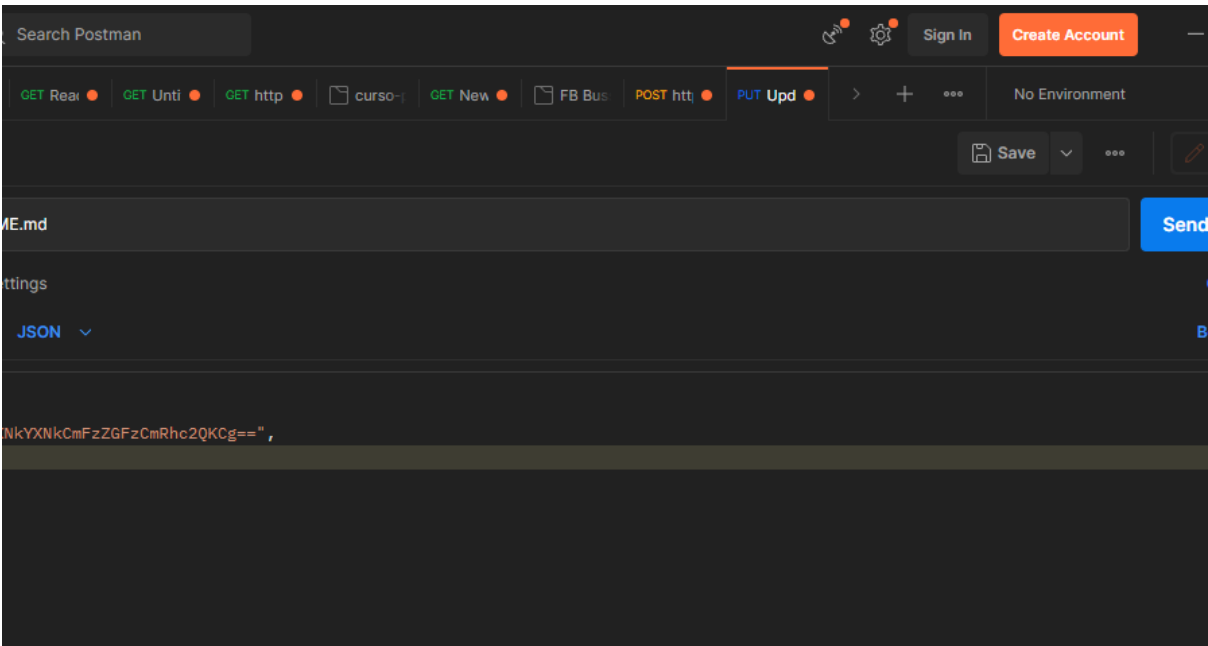 Search Postman Sign In Create Account
GET Read GET Unti GET http curso-p GET New FB Bus POST htt PUT Upd No Environment
Save
ME.md Send
ettings
JSON B
NkYXNkCmFzZGFzCmRhc2QKCg==",